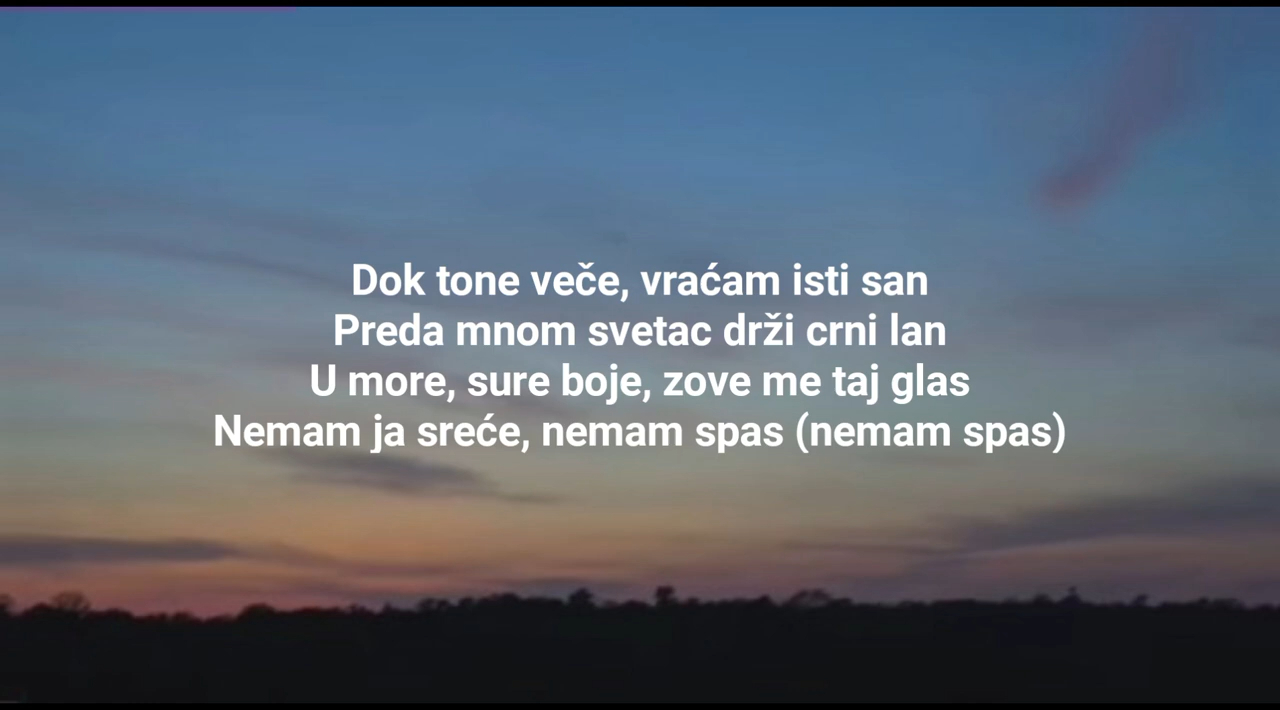 Dok tone veče, vraćam isti san
Preda mnom svetac drži crni lan
U more, sure boje, zove me taj glas
Nemam ja sreće, nemam spas (nemam spas)